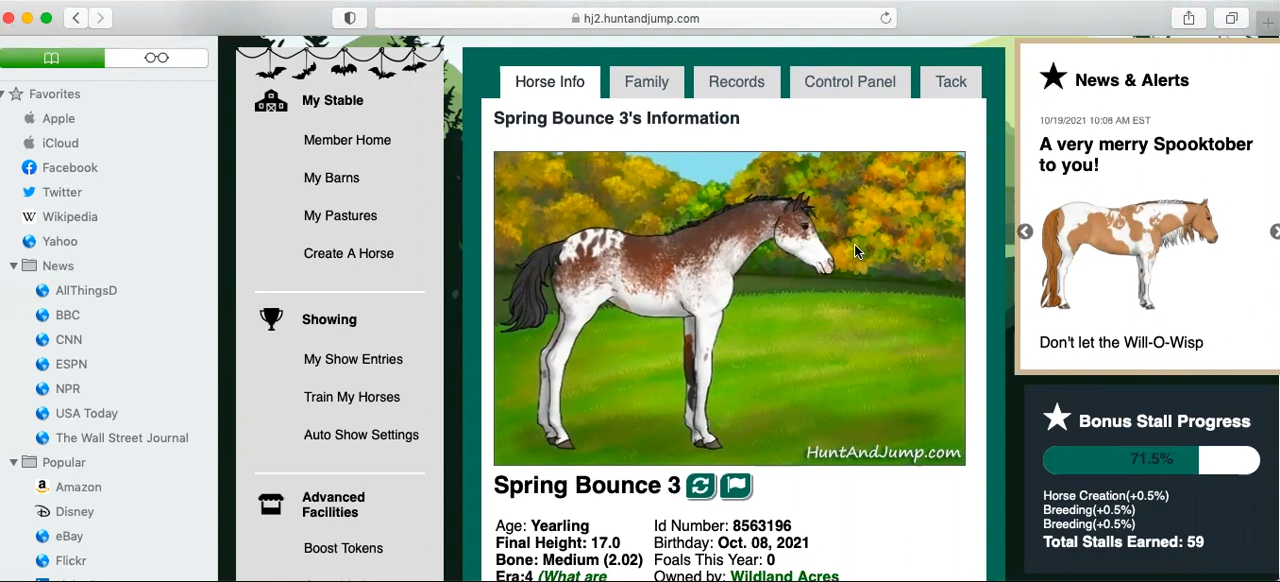 hj2.huntandjump.com
Favorites
Apple
iCloud
Facebook
Twitter
Wikipedia
Yahoo
News
AllThingsD
BBC
CNN
ESPN
NPR
USA Today
The Wall Street Journal
Popular
Amazon
Disney
eBay
Flickr
My Stable
Member Home
My Barns
My Pastures
Create A Horse
Showing
My Show Entries
Train My Horses
Auto Show Settings
Advanced
Facilities
Boost Tokens
Horse Info
Family
Records
Control Panel
Tack
Spring Bounce 3's Information
HuntAndJump.com
Spring Bounce 3
Age: Yearling
Final Height: 17.0
Bone: Medium (2.02)
Era:4 (What are
Id Number: 8563196
Birthday: Oct. 08, 2021
Foals This Year: 0
Owned by: Wildland Acres
News & Alerts
10/19/2021 10:08 AM EST
A very merry Spooktober
to you!
Don't let the Will-O-Wisp
Bonus Stall Progress
71.5%
Horse Creation(+0.5%)
Breeding(+0.5%)
Breeding(+0.5%)
Total Stalls Earned: 59